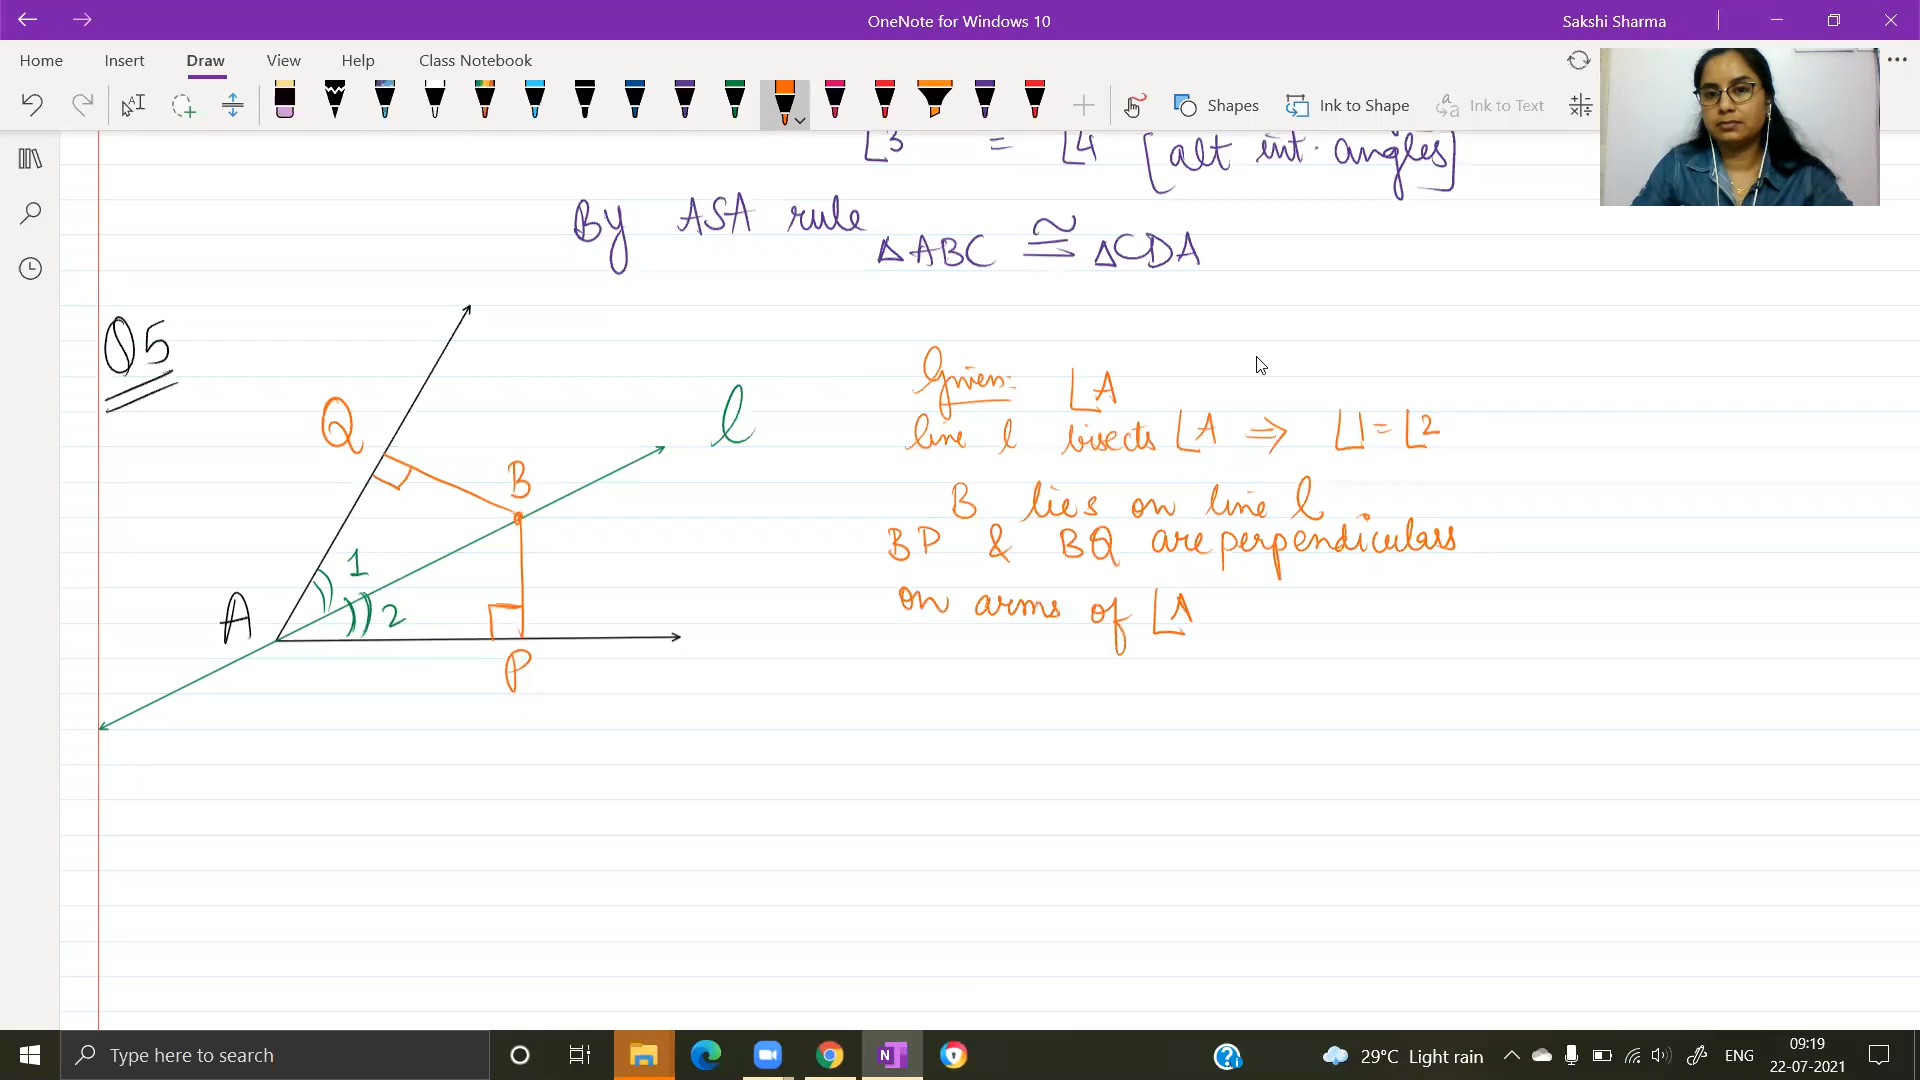 OneNote for Windows 10
Sakshi Sharma
Home Insert Draw View Help Class Notebook
Shapes Ink to Shape Ink to Text
∠3 = ∠4 [alt int. angles]
By ASA rule
△ABC ≅ △CDA
Q5
Given: ∠A
line l bisects ∠A ⇒ ∠1 = ∠2
B lies on line l.
BP & BQ are perpendiculars
on arms of ∠A
Q
l
B
1
2
A
P
Type here to search
29°C Light rain
ENG
09:19
22-07-2021